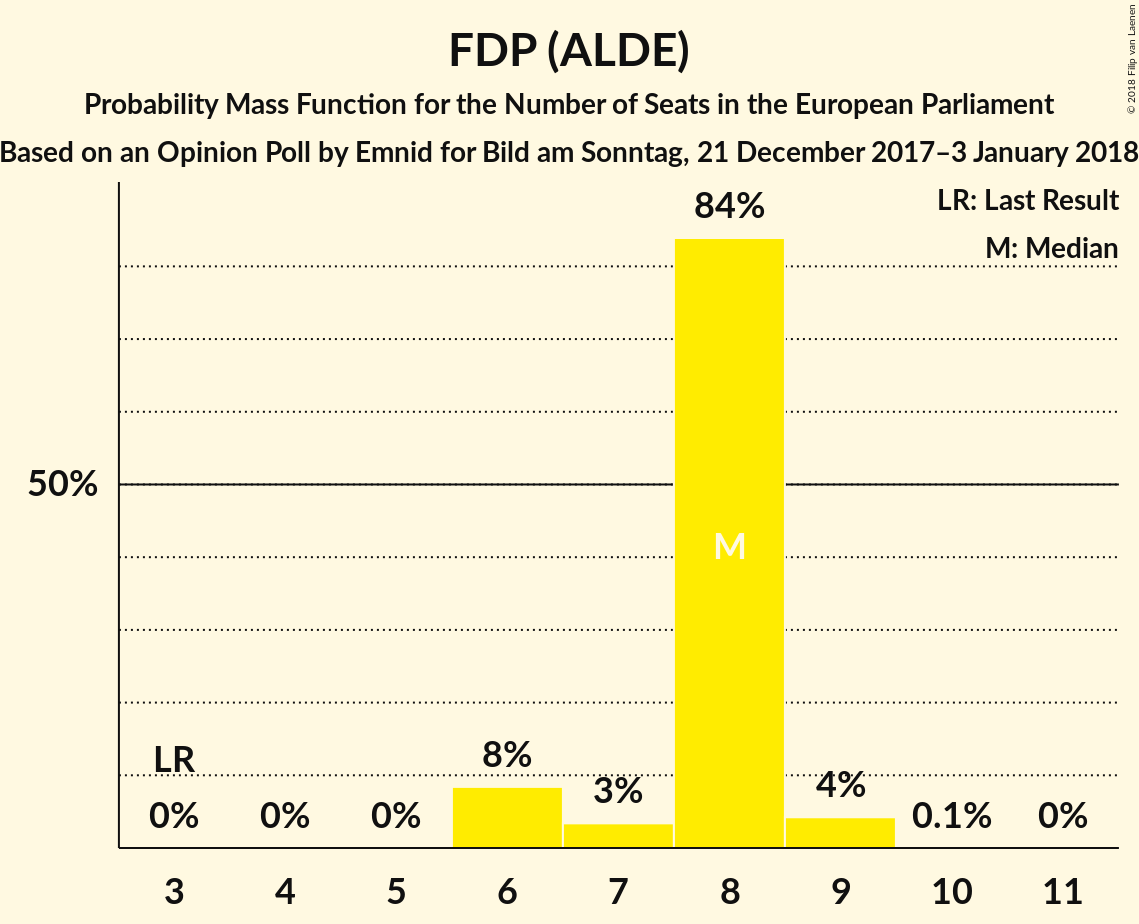 FDP (ALDE)
Probability Mass Function for the Number of Seats in the European Parliament
Based on an Opinion Poll by Emnid for Bild am Sonntag, 21 December 2017–3 January 2018
© 2018 Filip van Laenen
LR: Last Result
M: Median
84%
50%
M
LR
0%
0%
0%
8%
3%
4%
0.1%
0%
3 4 5 6 7 8 9 10 11